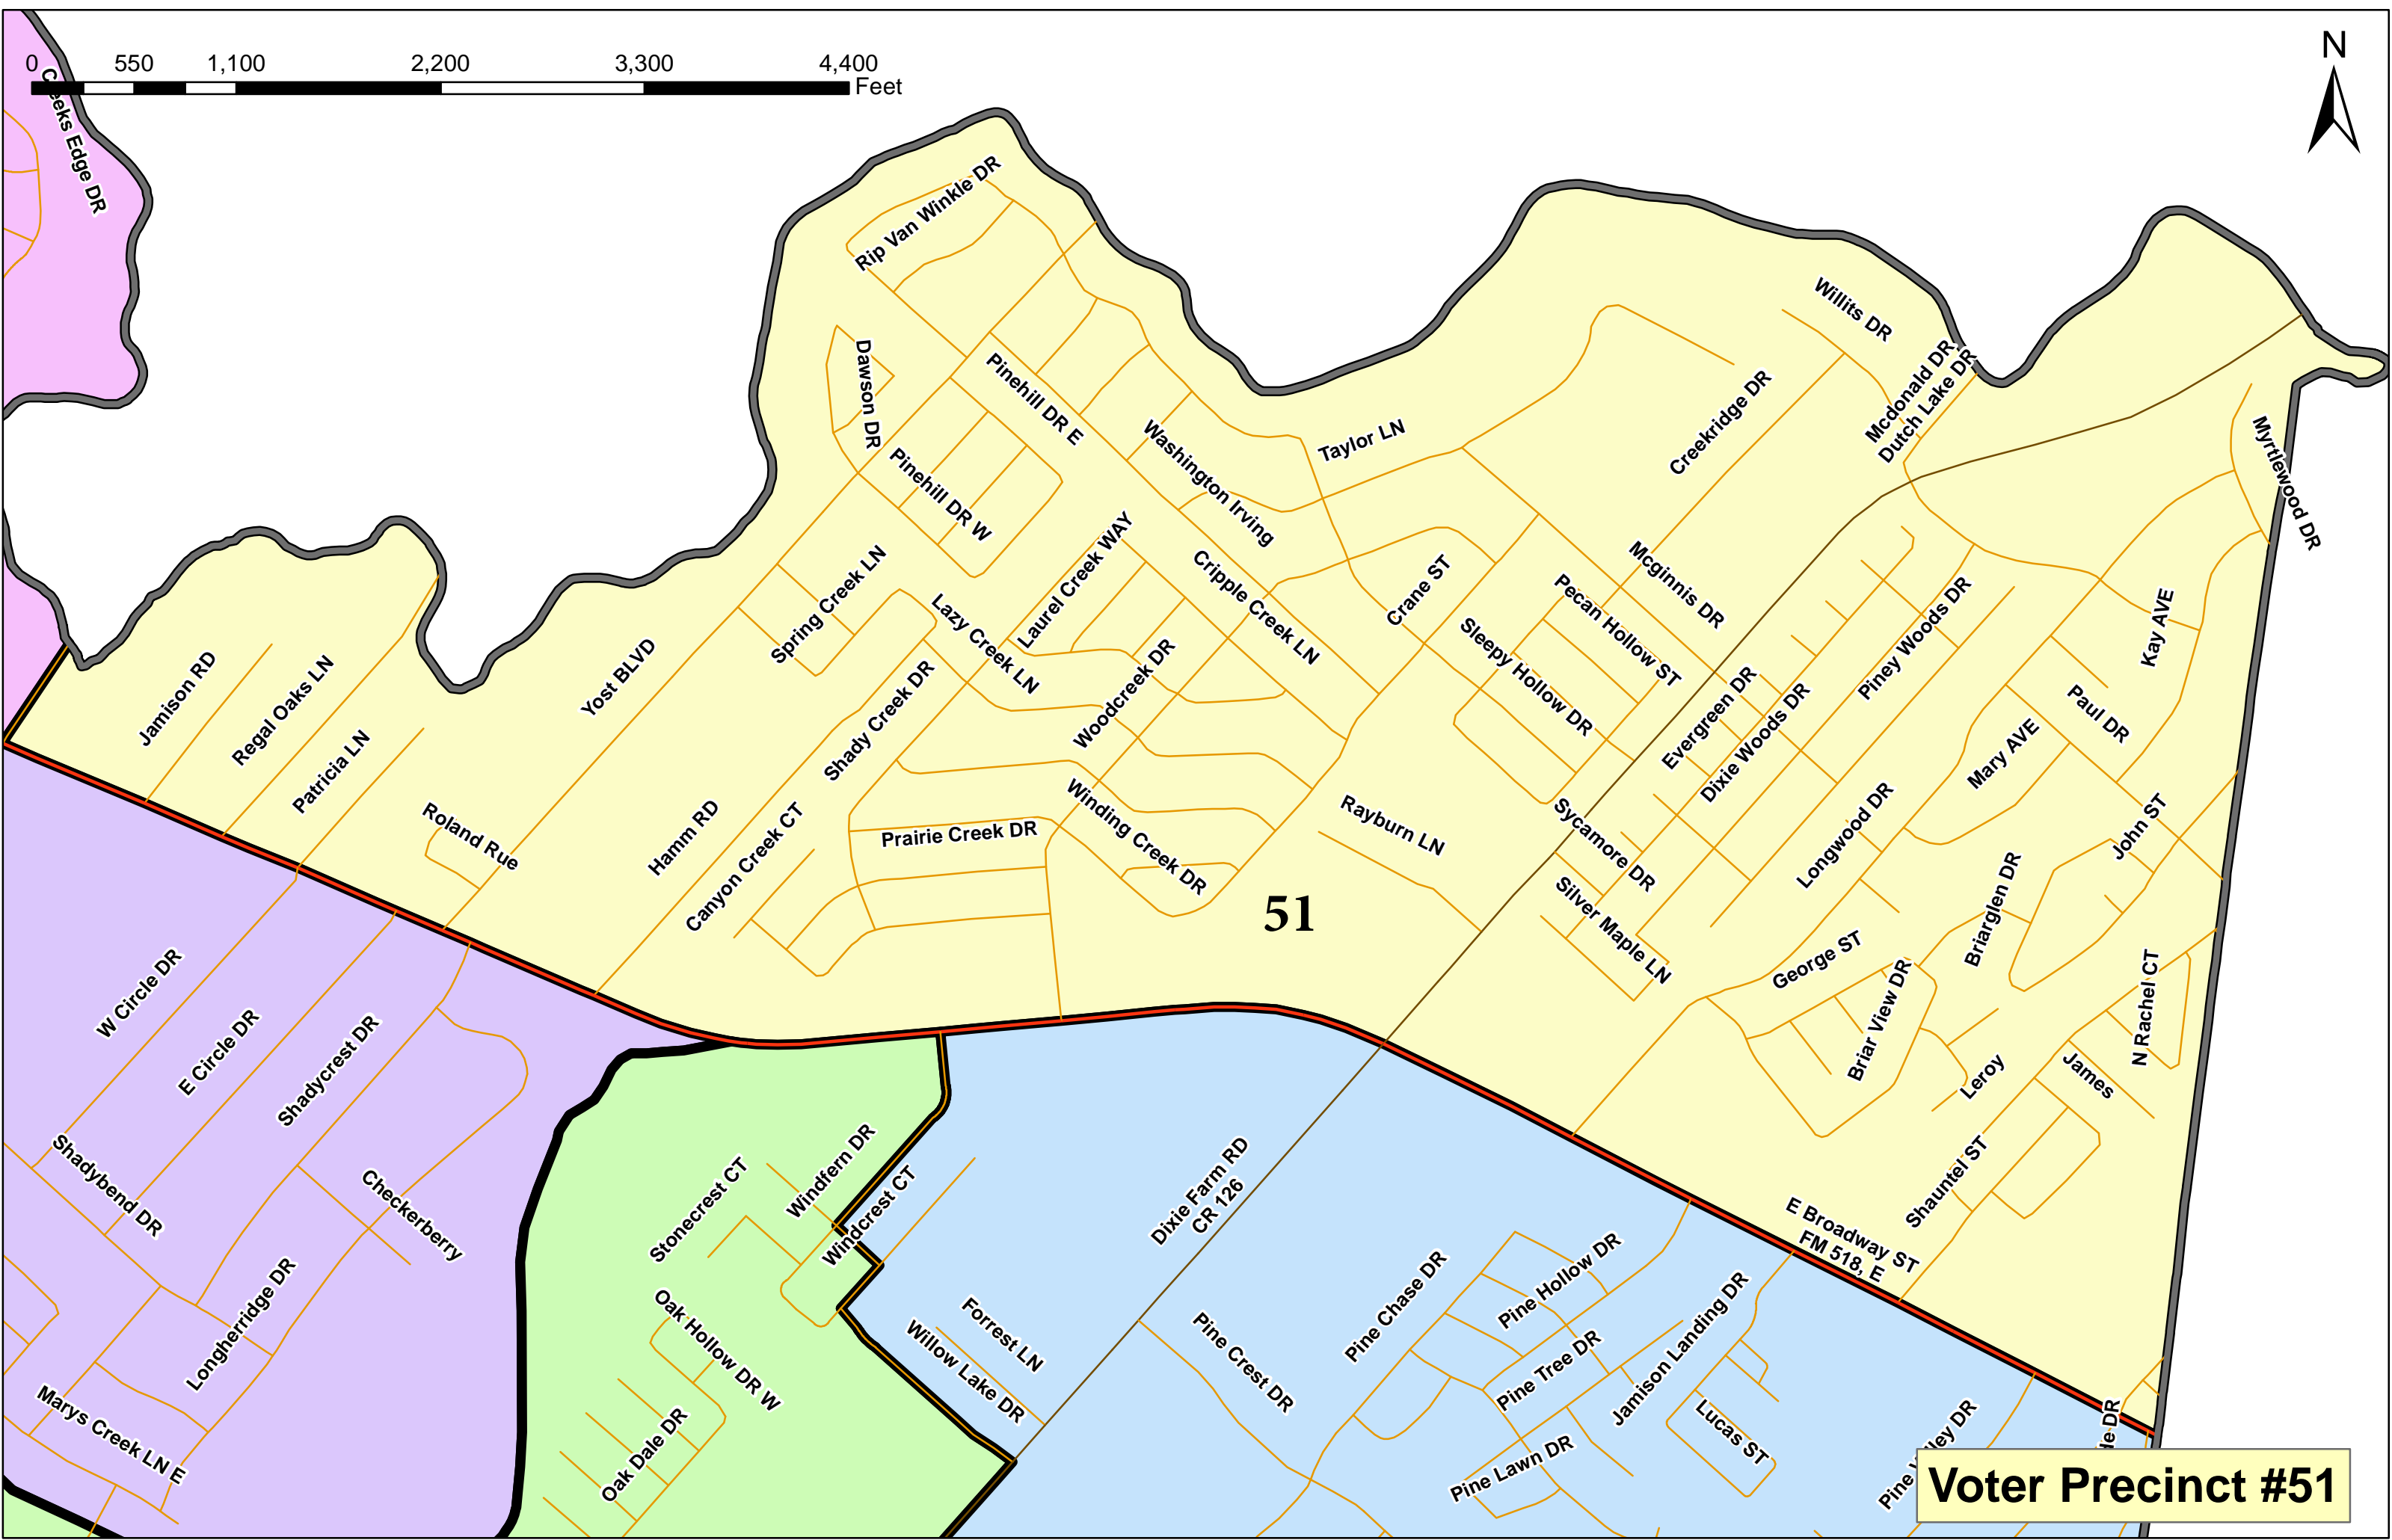 0 550 1,100 2,200 3,300 4,400
Feet
N
Creeks Edge DR
Rip Van Winkle DR
Willits DR
Mcdonald DR
Dutch Lake DR
Dawson DR
Pinehill DR E
Creekridge DR
Taylor LN
Washington Irving
Myrtlewood DR
Pinehill DR W
Laurel Creek WAY
Spring Creek LN
Cripple Creek LN
Crane ST
Mcginnis DR
Pecan Hollow ST
Piney Woods DR
Kay AVE
Lazy Creek LN
Sleepy Hollow DR
Jamison RD
Regal Oaks LN
Yost BLVD
Woodcreek DR
Shady Creek DR
Evergreen DR
Dixie Woods DR
Paul DR
Mary AVE
Patricia LN
Roland Rue
Hamm RD
Canyon Creek CT
Prairie Creek DR
Winding Creek DR
Rayburn LN
Sycamore DR
Longwood DR
John ST
Silver Maple LN
Briarglen DR
51
George ST
Briar View DR
N Rachel CT
W Circle DR
E Circle DR
Shadycrest DR
Leroy
James
Shadybend DR
Checkerberry
Stonecrest CT
Windfern DR
Windcrest CT
Dixie Farm RD
CR 126
Shauntel ST
E Broadway ST
FM 518, E
Longherridge DR
Oak Hollow DR W
Forrest LN
Willow Lake DR
Pine Crest DR
Pine Chase DR
Pine Hollow DR
Pine Tree DR
Jamison Landing DR
Marys Creek LN E
Oak Dale DR
Pine Lawn DR
Lucas ST
Pine
DR
DR
Voter Precinct #51